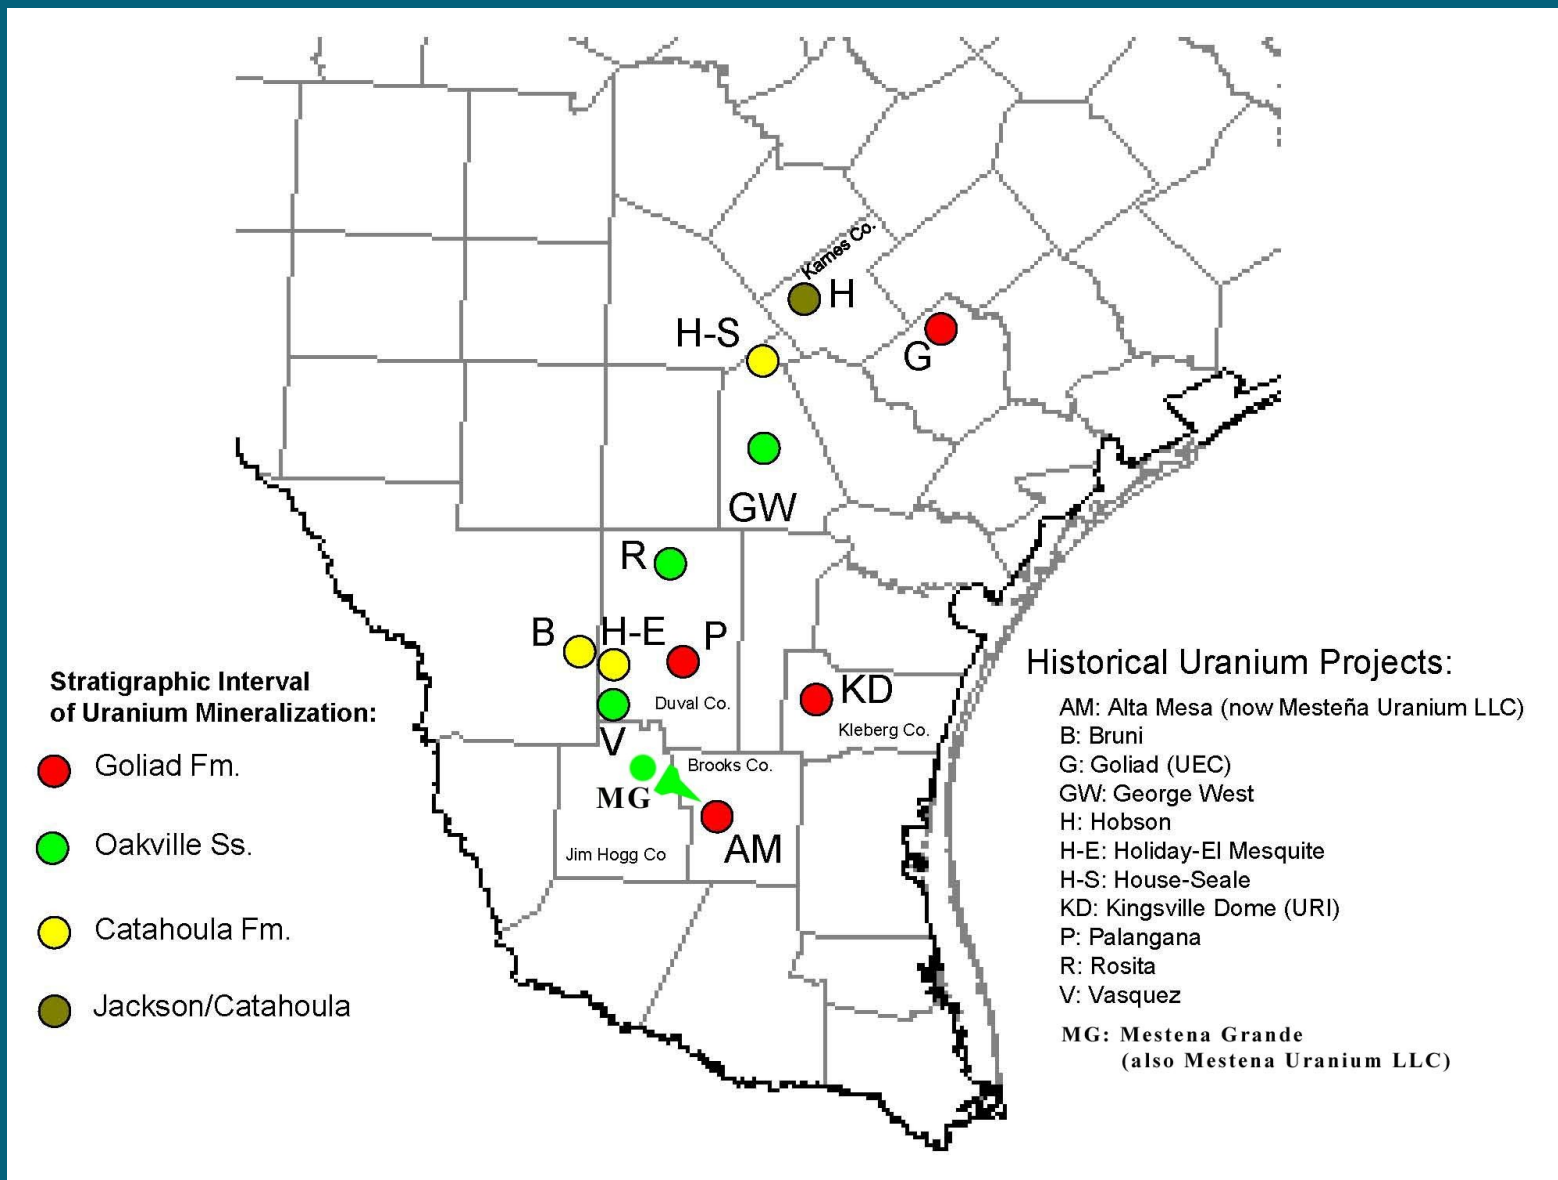 Karnes Co.
H
H-S
G
GW
R
B
H-E
P
Duval Co.
KD
Kleberg Co.
V
Brooks Co.
MG
AM
Jim Hogg Co
Stratigraphic Interval
of Uranium Mineralization:
Goliad Fm.
Oakville Ss.
Catahoula Fm.
Jackson/Catahoula
Historical Uranium Projects:
AM: Alta Mesa (now Mesteña Uranium LLC)
B: Bruni
G: Goliad (UEC)
GW: George West
H: Hobson
H-E: Holiday-El Mesquite
H-S: House-Seale
KD: Kingsville Dome (URI)
P: Palangana
R: Rosita
V: Vasquez
MG: Mestena Grande
(also Mestena Uranium LLC)